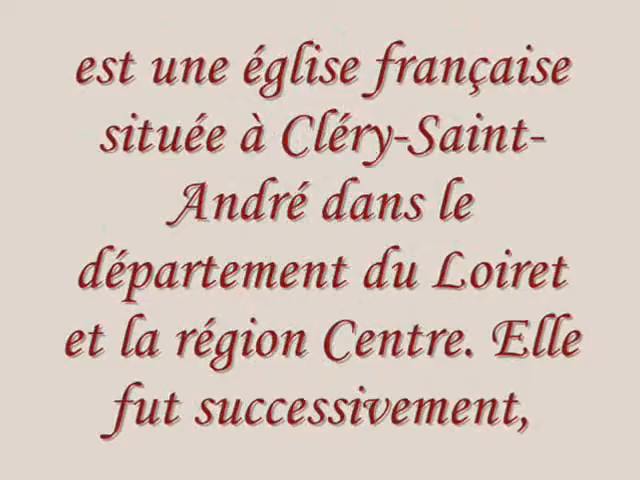 est une église française
située à Cléry-Saint-
André dans le
département du Loiret
et la région Centre. Elle
fut successivement,